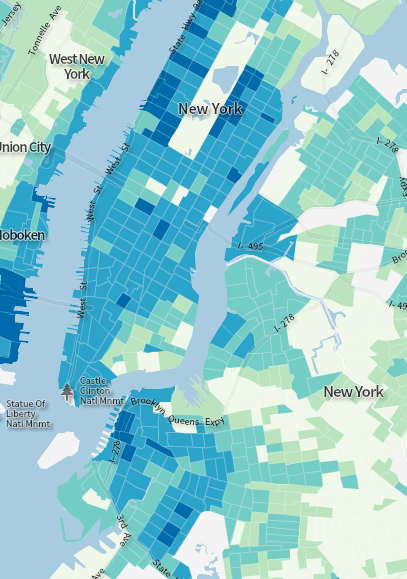 Jersey
Tonnelle Ave
State Hwy 9a
West New
York
I- 278
New York
Union City
I- 278
West St
West St
Hoboken
I- 495
West St
I- 278
I- 49
Castle
Clinton
Natl Mnmt
New York
Statue Of
Liberty
Natl Mnmt
Brooklyn Queens Expy
I- 278
3rd Ave
Ave
State